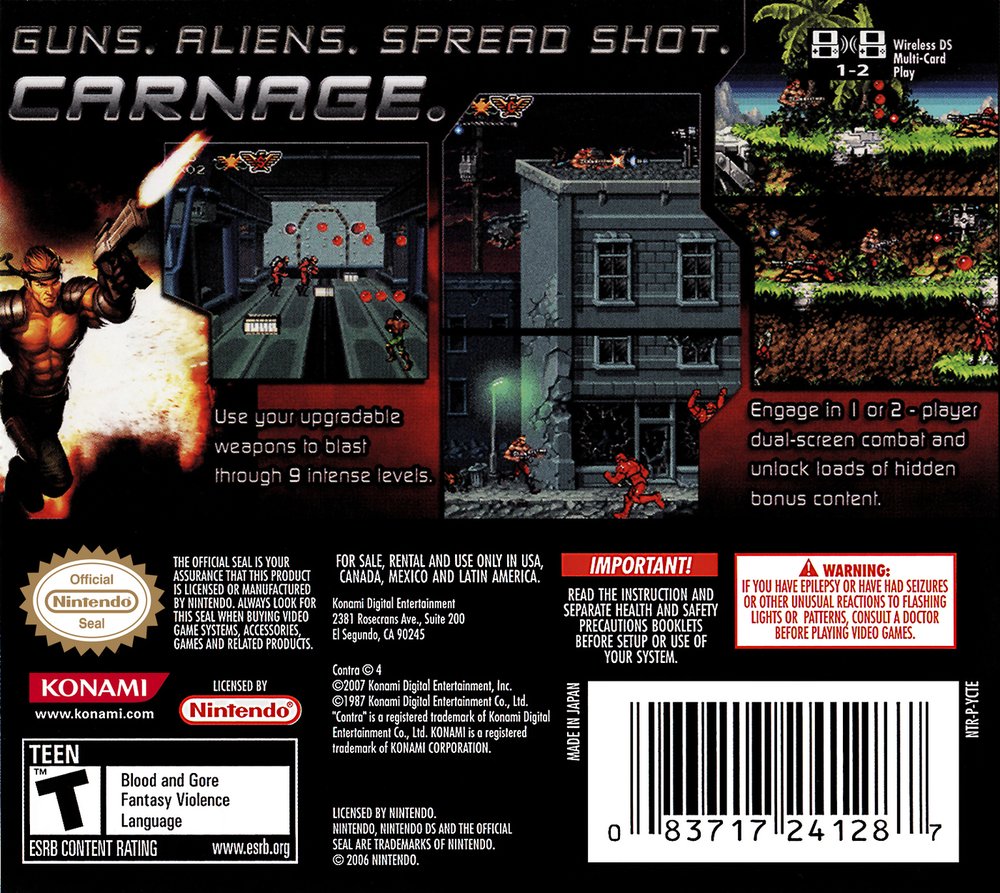 GUNS. ALIENS. SPREAD SHOT.
CARNAGE.
Wireless DS
Multi-Card
Play
1-2
02
Use your upgradable
weapons to blast
through 9 intense levels.
Engage in 1 or 2 - player
dual-screen combat and
unlock loads of hidden
bonus content.
Official
Nintendo
Seal
THE OFFICIAL SEAL IS YOUR
ASSURANCE THAT THIS PRODUCT
IS LICENSED OR MANUFACTURED
BY NINTENDO. ALWAYS LOOK FOR
THIS SEAL WHEN BUYING VIDEO
GAME SYSTEMS, ACCESSORIES,
GAMES AND RELATED PRODUCTS.
FOR SALE, RENTAL AND USE ONLY IN USA,
CANADA, MEXICO AND LATIN AMERICA.
Konami Digital Entertainment
2381 Rosecrans Ave., Suite 200
El Segundo, CA 90245
IMPORTANT!
READ THE INSTRUCTION AND
SEPARATE HEALTH AND SAFETY
PRECAUTIONS BOOKLETS
BEFORE SETUP OR USE OF
YOUR SYSTEM.
WARNING:
IF YOU HAVE EPILEPSY OR HAVE HAD SEIZURES
OR OTHER UNUSUAL REACTIONS TO FLASHING
LIGHTS OR PATTERNS, CONSULT A DOCTOR
BEFORE PLAYING VIDEO GAMES.
KONAMI
www.konami.com
LICENSED BY
Nintendo®
Contra © 4
©2007 Konami Digital Entertainment, Inc.
©1987 Konami Digital Entertainment Co., Ltd.
"Contra" is a registered trademark of Konami Digital
Entertainment Co., Ltd. KONAMI is a registered
trademark of KONAMI CORPORATION.
LICENSED BY NINTENDO.
NINTENDO, NINTENDO DS AND THE OFFICIAL
SEAL ARE TRADEMARKS OF NINTENDO.
© 2006 NINTENDO.
TEEN
TM
T
Blood and Gore
Fantasy Violence
Language
ESRB CONTENT RATING www.esrb.org
MADE IN JAPAN
0 83717 24128 7
NTR-P-YCTE